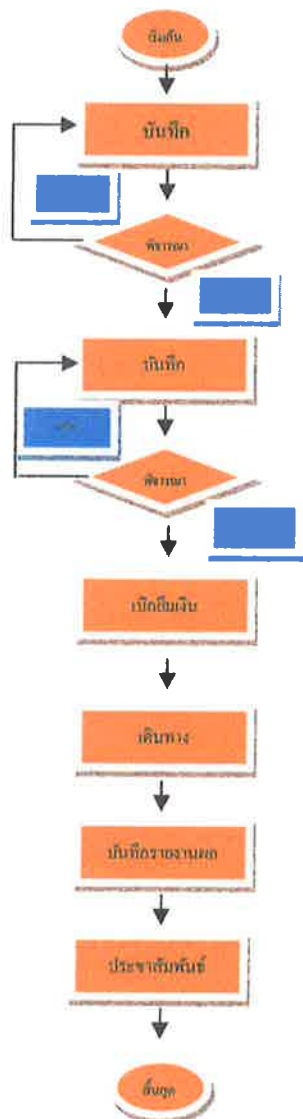 เริ่มต้น
บันทึก
พิจารณา
บันทึก
พิจารณา
เบิกยืมเงิน
เดินทาง
บันทึกรายงานผล
ประชาสัมพันธ์
สิ้นสุด